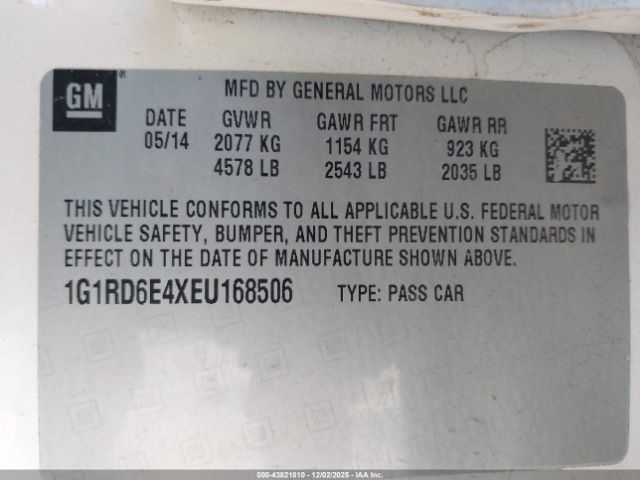 GM®
MFD BY GENERAL MOTORS LLC
DATE GVWR GAWR FRT GAWR RR
05/14 2077 KG 1154 KG 923 KG
4578 LB 2543 LB 2035 LB
THIS VEHICLE CONFORMS TO ALL APPLICABLE U.S. FEDERAL MOTOR
VEHICLE SAFETY, BUMPER, AND THEFT PREVENTION STANDARDS IN
EFFECT ON THE DATE OF MANUFACTURE SHOWN ABOVE.
1G1RD6E4XEU168506 TYPE: PASS CAR
000-43821810 - 12/02/2025 - IAA Inc.